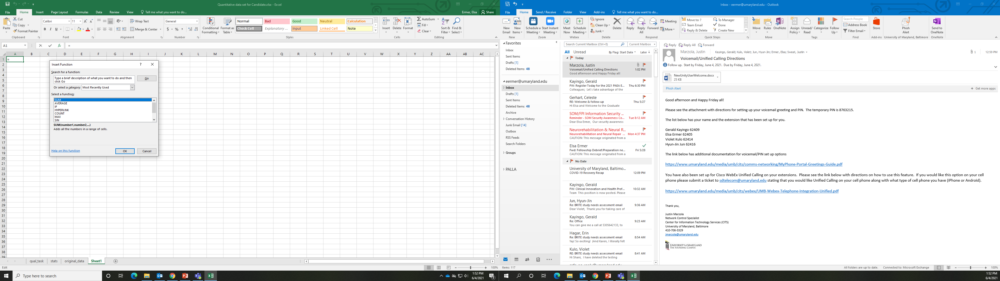 Quantitative data set for Candidate.xlsx - Excel
File Home Insert Page Layout Formulas Data Review View Tell me what you want to do... Ermer, Elsa Share
Paste
Cut
Copy
Format Painter
Clipboard
Calibri 11
B I U
Font
Wrap Text
Merge & Center
Alignment
General
$ % ,
Number
Conditional Formatting
Format as Table
Normal Bad Good Neutral Calculation
Check Cell Explanatory ... Input Linked Cell Note
Styles
Insert Delete Format
Cells
AutoSum
Fill
Clear
Sort & Filter
Find & Select
Editing
A1 fx =
A B C D E F G H I J K L M N O P Q R S T U V W X Y Z AA AB AC
1 =
2
3
4
5
6
7
8
9
10
11
12
13
14
15
16
17
18
19
20
21
22
23
24
25
26
27
28
29
30
31
32
33
34
35
36
37
38
39
Insert Function ?
Search for a function:
Type a brief description of what you want to do and then
click Go
Go
Or select a category: Most Recently Used
Select a function:
SUM
AVERAGE
IF
HYPERLINK
COUNT
MAX
SIN
SUM(number1,number2,...)
Adds all the numbers in a range of cells.
Help on this function OK Cancel
qual_task stats original_data Sheet1
Edit 100%
Type here to search
1:52 PM
6/4/2021
5
Inbox - eermer@umaryland.edu - Outlook
File Home Send / Receive Folder View Add-ins Tell me what you want to do...
New Email
New Items
New
Schedule a Meeting
Start Instant Meeting
Zoom
Meet Now
Schedule Meeting
Webex
Ignore
Clean Up
Junk
Delete
Delete
Reply
Reply All
Forward
Meeting
More
Respond
Move to: ? To Manager
Team Email Done
Reply & Delete Create New
Quick Steps
Move Rules OneNote
Move
Assign Policy
Unread/ Read
Categorize
Follow Up
Tags
Search People
Address Book
Filter Email
Find
Store
Add-ins
Phish Alert
University of Maryland, Baltimore
Send to OneNote
OneNote
Favorites
Inbox
Sent Items
Drafts [1]
Deleted Items 48
eermer@umaryland.edu
Inbox
Drafts [1]
Sent Items
Deleted Items 48
Archive
Conversation History
Junk Email [14]
Outbox
RSS Feeds
Search Folders
Groups
PALLA
Search Current Mailbox (Ctrl+E) Current Mailbox
All Unread By Flag: Start Date Later
Today
Marzola, Justin
Voicemail/Unified Calling Directions 1:02 PM
Good afternoon and Happy Friday all!
Kayingo, Gerald
FW: Register Today for the 2021 PAEA E... Thu 6:30 PM
Colleagues; Let's take advantage of the
Gerhart, Celeste
RE: Welcome & follow-up Thu 5/27
Hi Elsa and Welcome to the Graduate
SOM/FPI Information Security ...
Reminder - SOM Security Awareness Co... Tue 8:12 AM
Dear Elsa Ermer, Our security awareness
Neurorehabilitation & Neural R...
Neurorehabilitation and Neural Repair ... Mon 4:37 PM
CAUTION: This message originated from a
Elsa Ermer
Fwd: Fellowship Debrief/Preparation ne... Fri 5/28
CAUTION: This message originated from a
No Date
University of Maryland, Baltimo...
COVID-19 Recovery Recap 12:09 PM
Kayingo, Gerald
FW: Clinical Innovation and Health Prof... 10:32 AM
Team This position is now posted. Please
Jun, Hyun-Jin
Re: BRITE study needs assessment email 9:36 AM
Dear Violet, Thank you for taking care of
Kayingo, Gerald
Re: Office 9:23 AM
You can give me a call at 5305642133, to
Hagar, Erin
Re: BRITE study needs assessment email 8:54 AM
Yay! So exciting! (And Karen, I literally felt
Kulo, Violet
RE: BRITE study needs assessment email 8:41 AM
Hi Shani, I have deleted the testing
Reply Reply All Forward
Marzola, Justin Kayingo, Gerald; Kulo, Violet; Jun, Hyun-Jin; Ermer, Elsa; Sweat, Justin 1 12:59 PM
Voicemail/Unified Calling Directions
Follow up. Start by Friday, June 4, 2021. Due by Friday, June 4, 2021.
NewUnityUserWelcome.docx
25 KB
Phish Alert + Get more apps
Good afternoon and Happy Friday all!
Please see the attachment with directions for setting up your voicemail greeting and PIN. The temporary PIN is 8763215.
The list below has your name and the extension that has been set up for you.
Gerald Kayingo 62409
Elsa Ermer 62405
Violet Kulo 62414
Hyun-Jin Jun 62416
The link below has additional documentation for voicemail/PIN set up options
https://www.umaryland.edu/media/umb/cits/comms-networking/MyPhone-Portal-Greetings-Guide.pdf
You have also been set up for Cisco WebEx Unified Calling on your extensions. Please see the link below with directions on how to use this feature. If you would like this option on your cell
phone please submit a ticket to sdtelecom@umaryland.edu stating that you would like Unified Calling on your cell phone along with what type of cell phone you have (iPhone or Android).
https://www.umaryland.edu/media/umb/cits/webex/UMB-Webex-Telephone-Integration-Unified.pdf
Thank you,
Justin Marzola
Network Control Specialist
Center for Information Technology Services (CITS)
University of Maryland, Baltimore
410-706-3329
jmarzola@umaryland.edu
UNIVERSITY of MARYLAND
THE FOUNDING CAMPUS
Items: 117 All folders are up to date. Connected to: Microsoft Exchange 100%
1:52 PM
6/4/2021